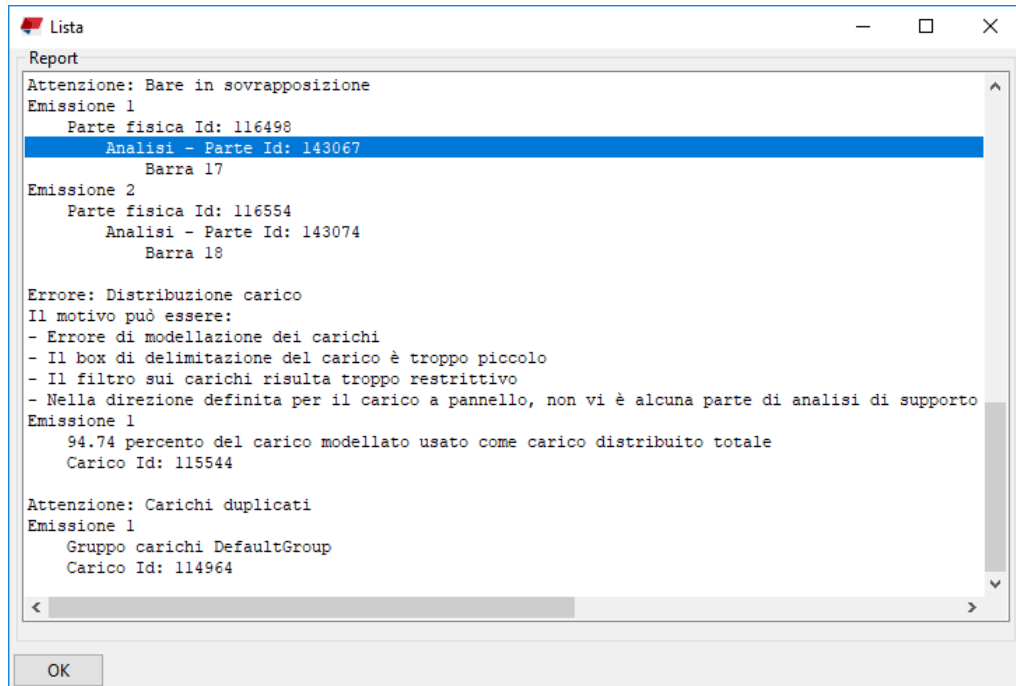 Lista
Report
Attenzione: Bare in sovrapposizione
Emissione 1
Parte fisica Id: 116498
Analisi - Parte Id: 143067
Barra 17
Emissione 2
Parte fisica Id: 116554
Analisi - Parte Id: 143074
Barra 18
Errore: Distribuzione carico
Il motivo può essere:
- Errore di modellazione dei carichi
- Il box di delimitazione del carico è troppo piccolo
- Il filtro sui carichi risulta troppo restrittivo
- Nella direzione definita per il carico a pannello, non vi è alcuna parte di analisi di supporto
Emissione 1
94.74 percento del carico modellato usato come carico distribuito totale
Carico Id: 115544
Attenzione: Carichi duplicati
Emissione 1
Gruppo carichi DefaultGroup
Carico Id: 114964
OK